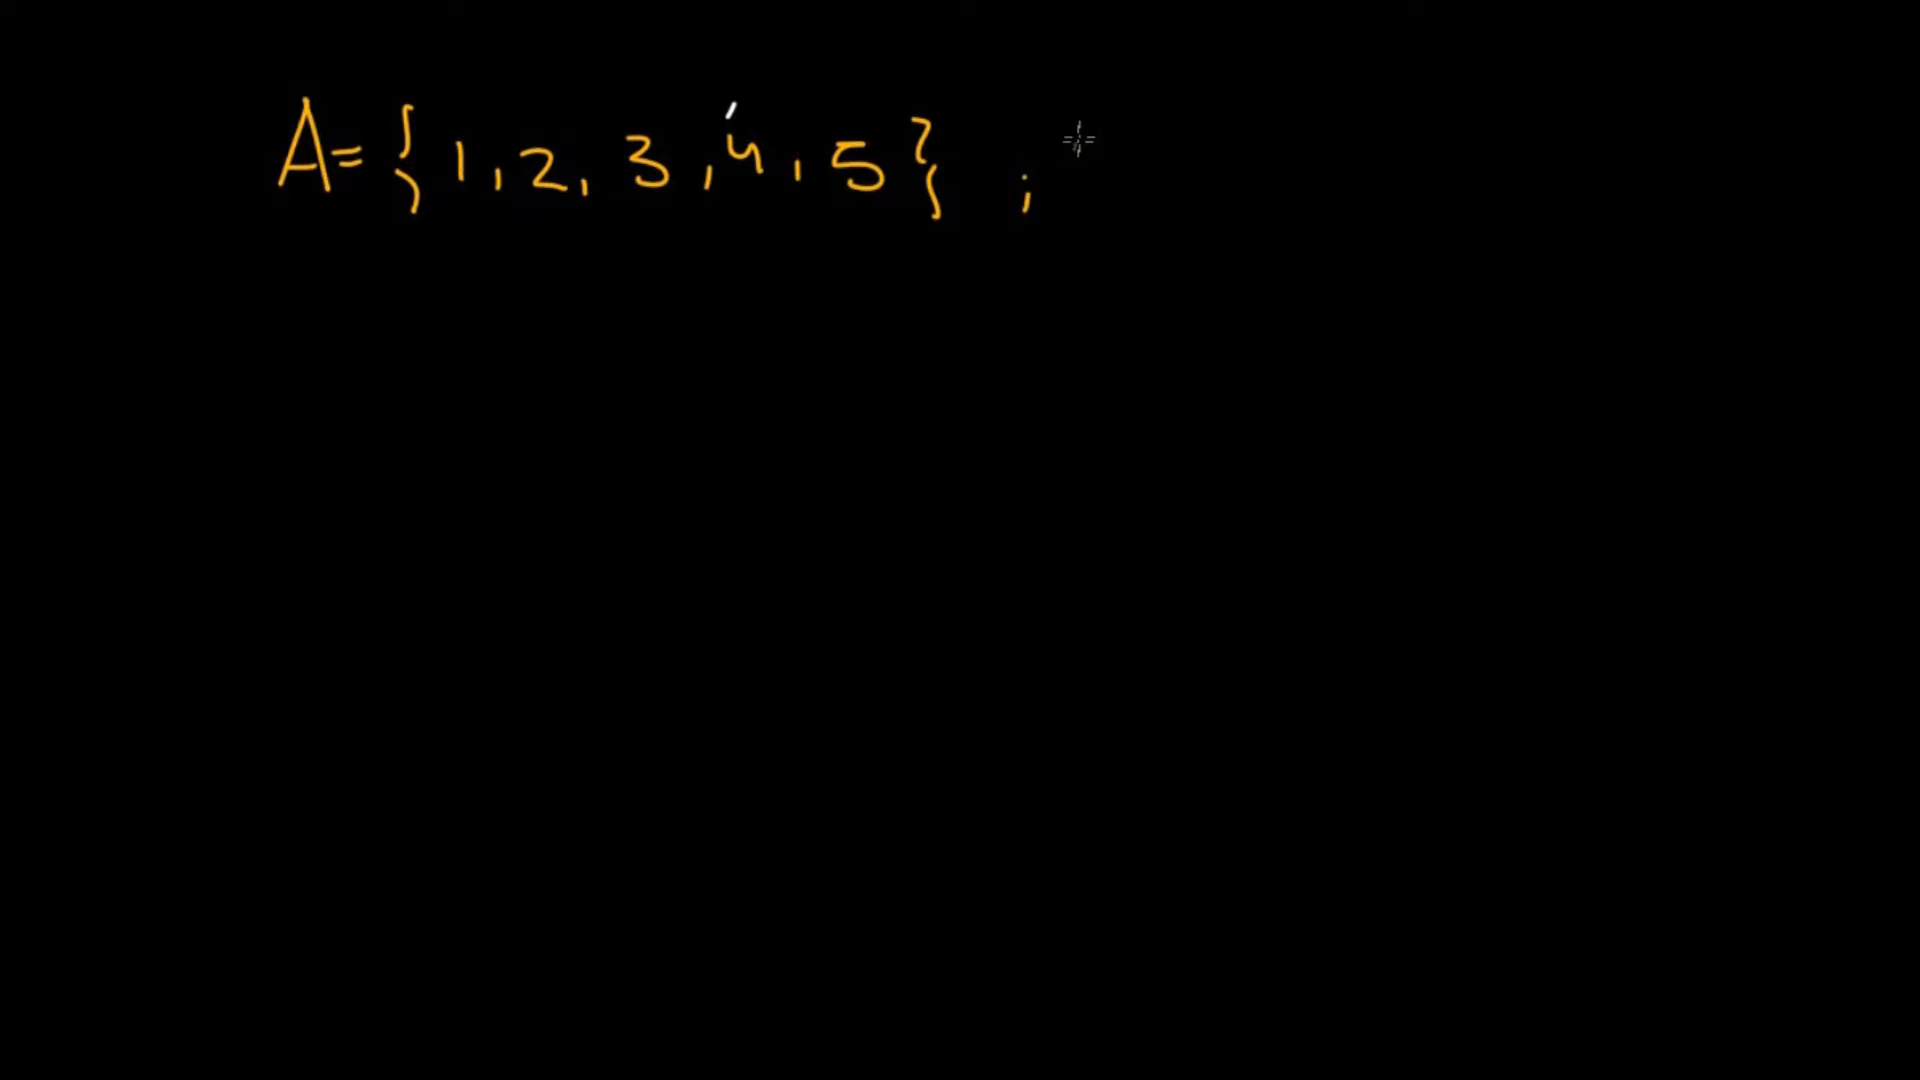 A= { 1, 2, 3, 4, 5 } ;